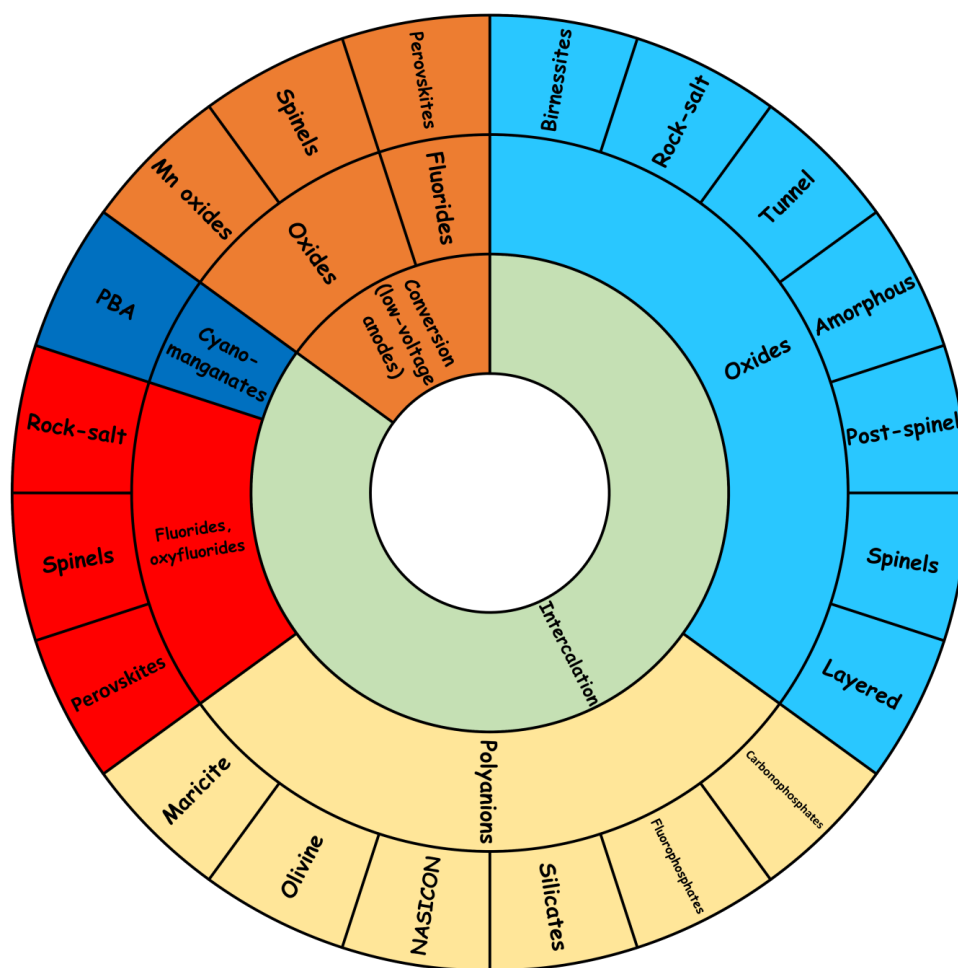 Perovskites
Birnessites
Spinels
Rock-salt
Mn oxides
Tunnel
Fluorides
Oxides
PBA
Amorphous
Conversion
(low-voltage
anodes)
Cyano-
manganates
Oxides
Rock-salt
Post-spinel
Fluorides,
oxyfluorides
Spinels
Spinels
Intercalation
Perovskites
Layered
Polyanions
Maricite
Carbonophosphates
Olivine
Fluorophosphates
NASICON
Silicates